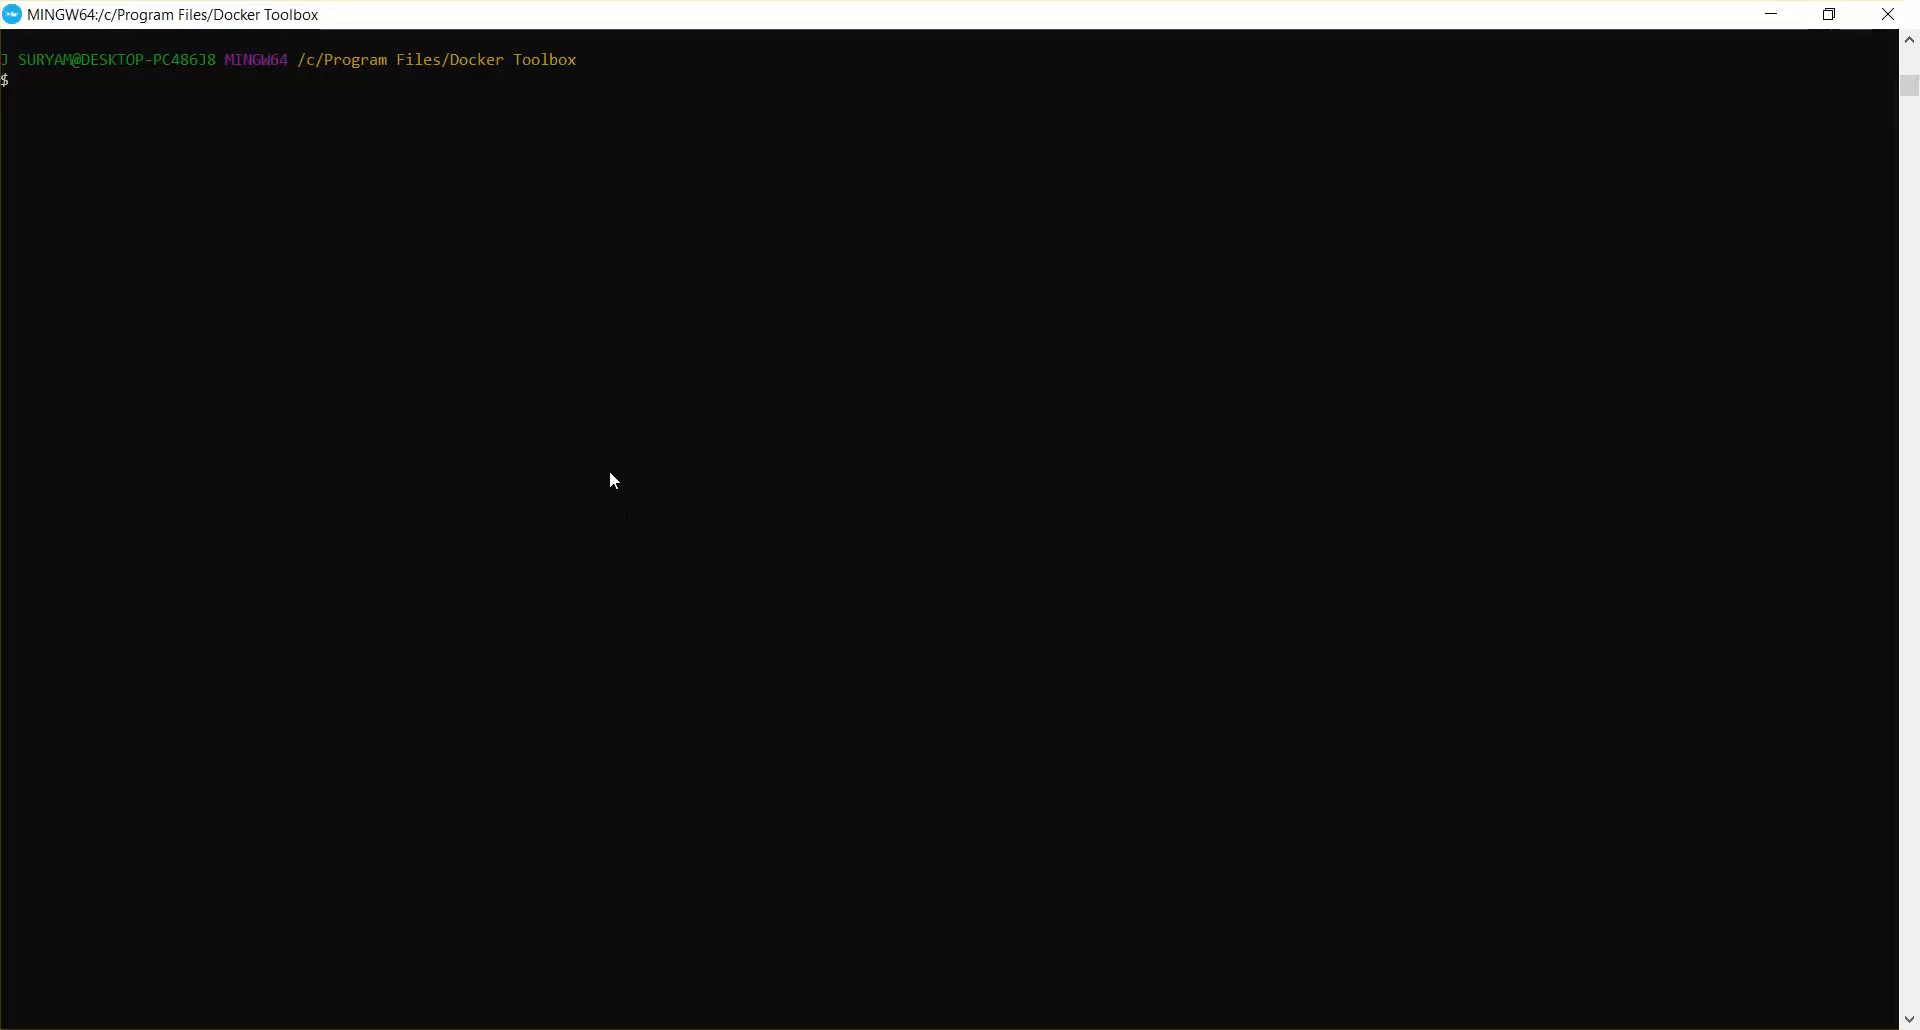 MINGW64:/c/Program Files/Docker Toolbox
J SURYAM@DESKTOP-PC486J8 MINGW64 /c/Program Files/Docker Toolbox
$